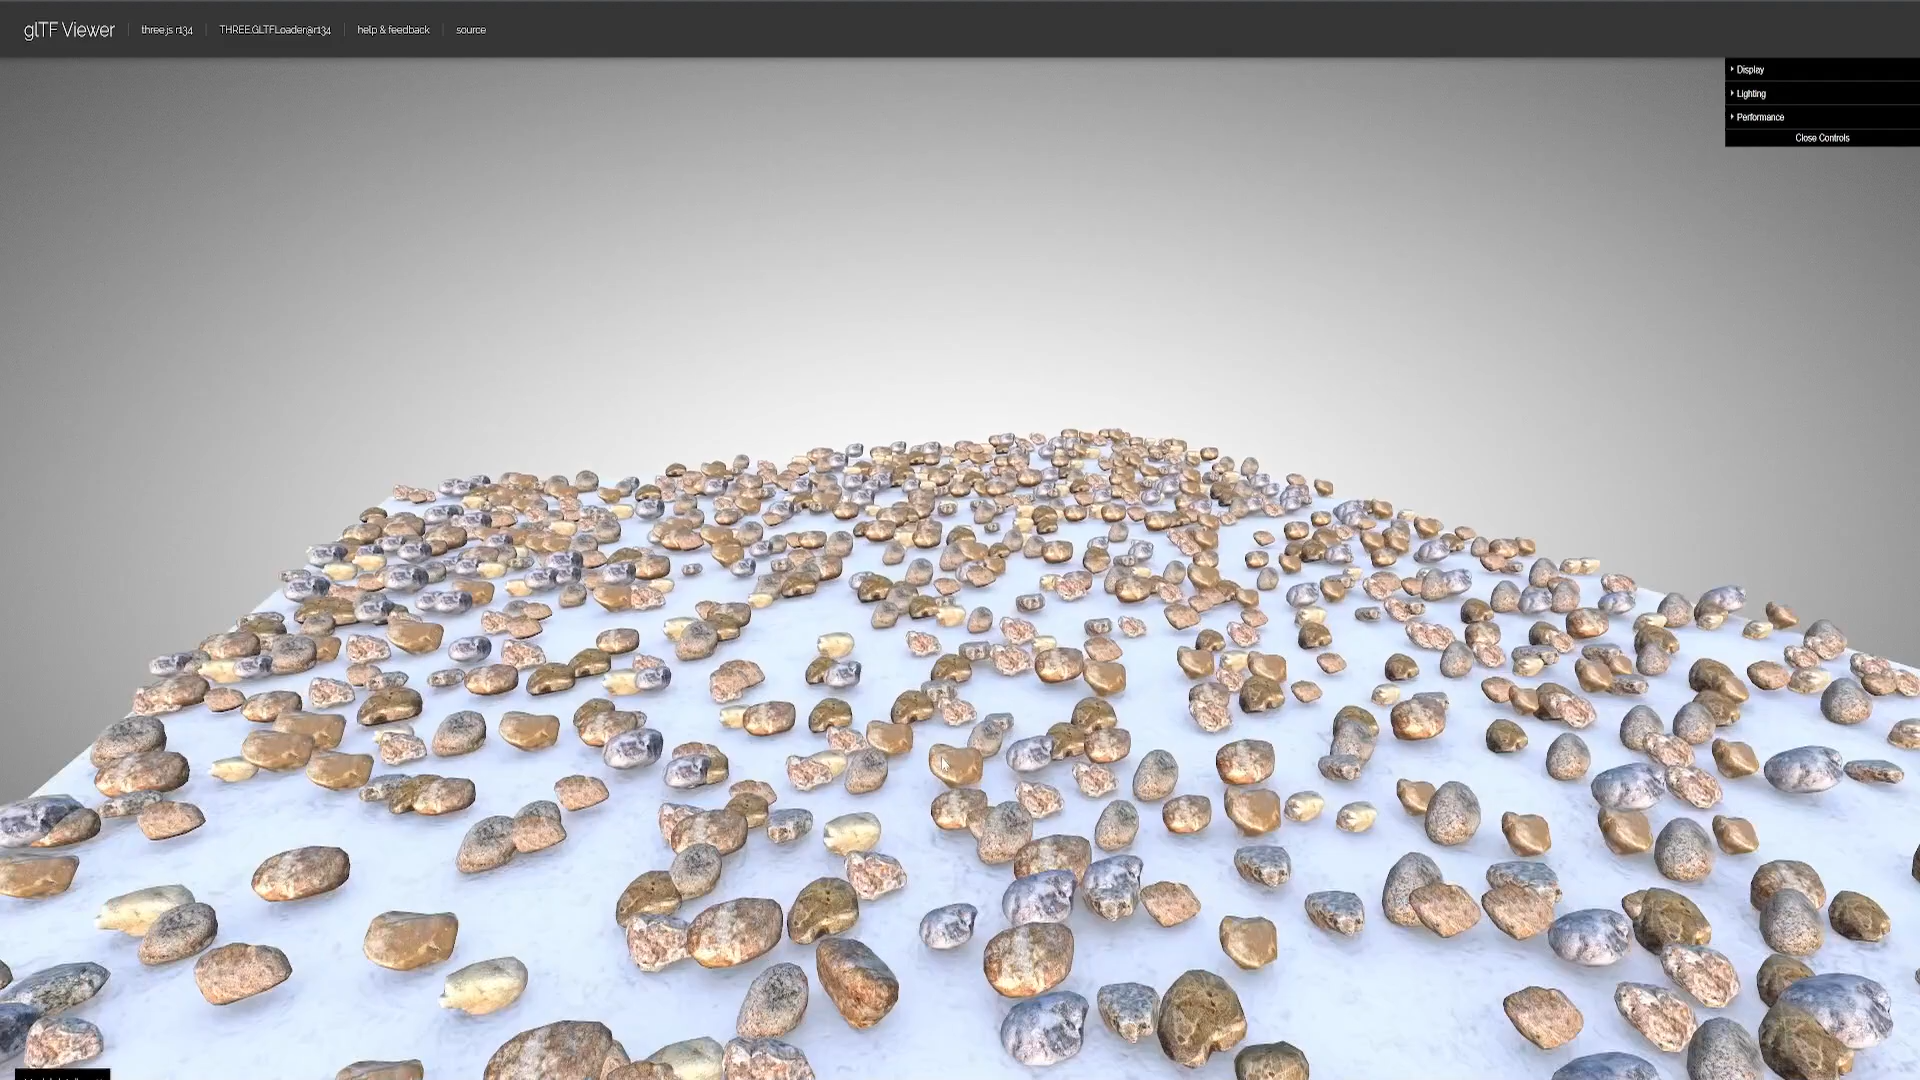 glTF Viewer
three.js r134
THREE.GLTFLoader@r134
help & feedback
source
Display
Lighting
Performance
Close Controls